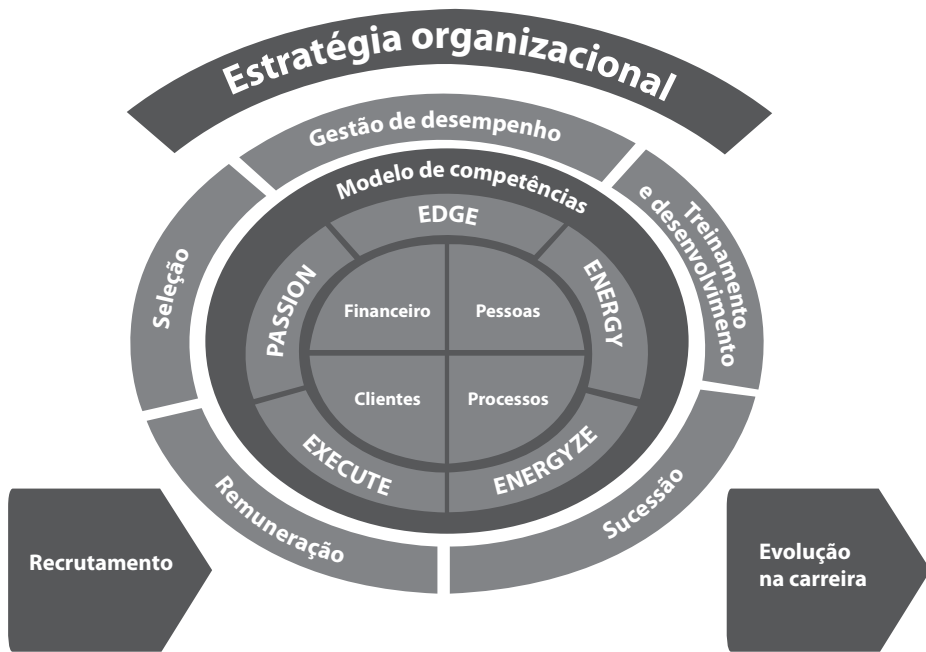 Estratégia organizacional
Gestão de desempenho
Modelo de competências
EDGE
Treinamento
e desenvolvimento
Seleção
PASSION
ENERGY
Financeiro
Pessoas
Clientes
Processos
EXECUTE
ENERGYZE
Remuneração
Sucessão
Recrutamento
Evolução
na carreira